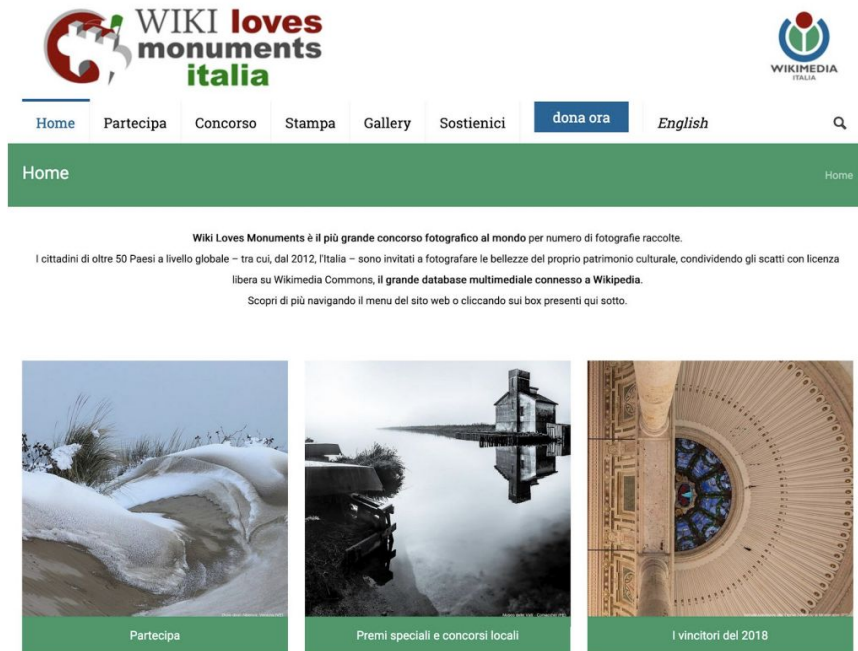 WIKI loves
monuments
italia
WIKIMEDIA
ITALIA
Home Partecipa Concorso Stampa Gallery Sostienici dona ora English
Home Home
Wiki Loves Monuments è il più grande concorso fotografico al mondo per numero di fotografie raccolte.
I cittadini di oltre 50 Paesi a livello globale – tra cui, dal 2012, l'Italia – sono invitati a fotografare le bellezze del proprio patrimonio culturale, condividendo gli scatti con licenza
libera su Wikimedia Commons, il grande database multimediale connesso a Wikipedia.
Scopri di più navigando il menu del sito web o cliccando sui box presenti qui sotto.
Partecipa Premi speciali e concorsi locali I vincitori del 2018